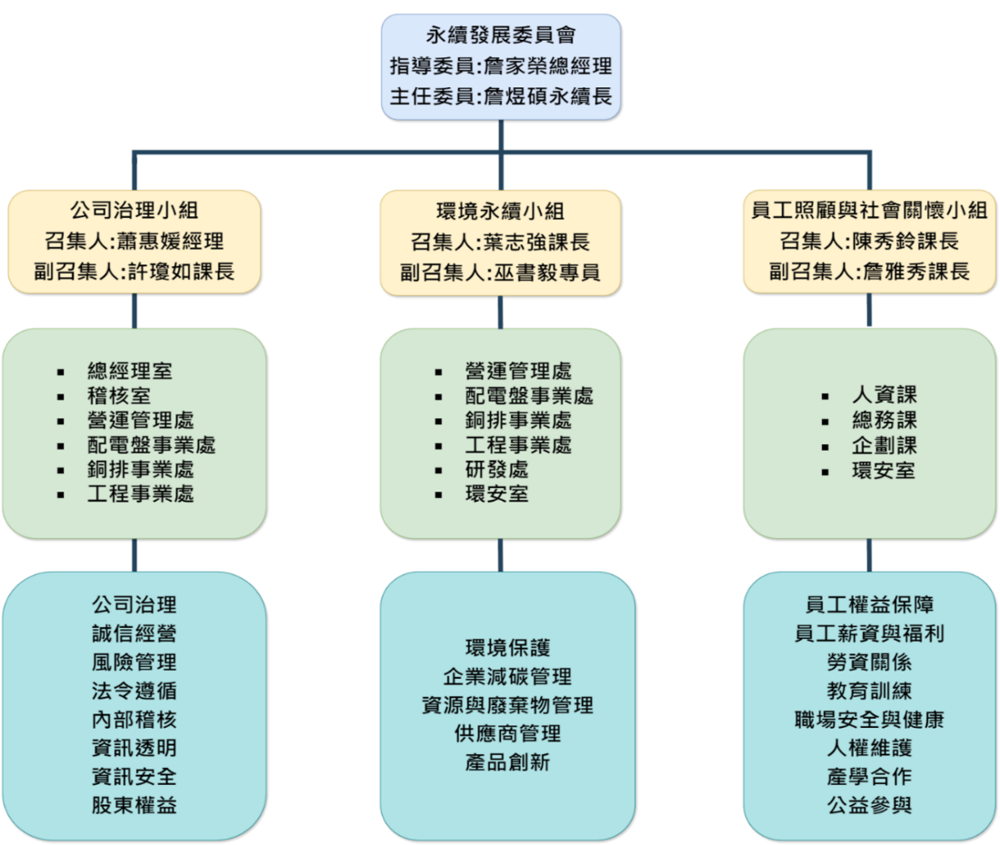 永續發展委員會
指導委員:詹家榮總經理
主任委員:詹煜碩永續長
公司治理小組
召集人:蕭惠媛經理
副召集人:許瓊如課長
環境永續小組
召集人:葉志強課長
副召集人:巫書毅專員
員工照顧與社會關懷小組
召集人:陳秀鈴課長
副召集人:詹雅秀課長
▪ 總經理室
▪ 稽核室
▪ 營運管理處
▪ 配電盤事業處
▪ 銅排事業處
▪ 工程事業處
▪ 營運管理處
▪ 配電盤事業處
▪ 銅排事業處
▪ 工程事業處
▪ 研發處
▪ 環安室
▪ 人資課
▪ 總務課
▪ 企劃課
▪ 環安室
公司治理
誠信經營
風險管理
法令遵循
內部稽核
資訊透明
資訊安全
股東權益
環境保護
企業減碳管理
資源與廢棄物管理
供應商管理
產品創新
員工權益保障
員工薪資與福利
勞資關係
教育訓練
職場安全與健康
人權維護
產學合作
公益參與